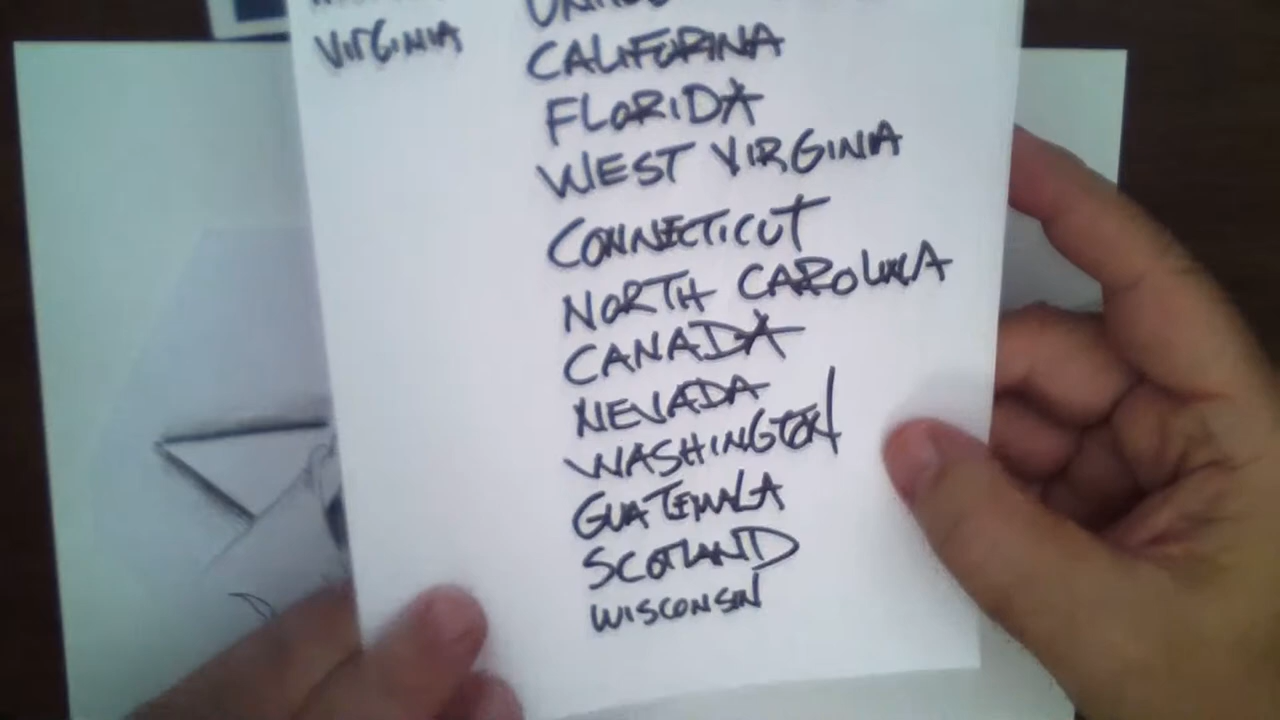 VIRGINIA
CALIFORINA
FLORIDA
WEST VIRGINIA
CONNECTICUT
NORTH CAROLINA
CANADA
NEVADA
WASHINGTON
GUATEMALA
SCOTLAND
WISCONSIN